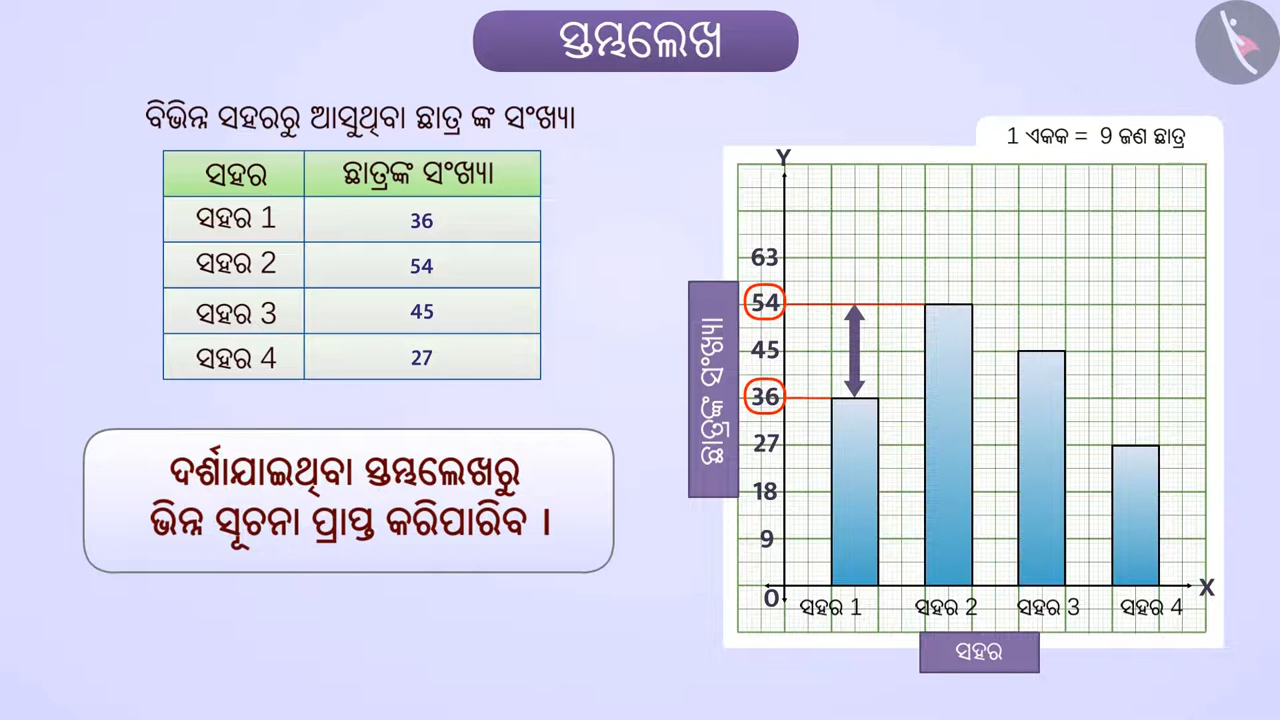 ସ୍ତମ୍ଭଲେଖ
ବିଭିନ୍ନ ସହରରୁ ଆସୁଥିବା ଛାତ୍ର ଙ୍କ ସଂଖ୍ୟା
ସହର ଛାତ୍ରଙ୍କ ସଂଖ୍ୟା
ସହର 1 36
ସହର 2 54
ସହର 3 45
ସହର 4 27
ଦର୍ଶାଯାଇଥିବା ସ୍ତମ୍ଭଲେଖରୁ
ଭିନ୍ନ ସୂଚନା ପ୍ରାପ୍ତ କରିପାରିବ ।
1 ଏକକ = 9 ଜଣ ଛାତ୍ର
Y
63
54
45
36
27
18
9
0
X
ଛାତ୍ରଙ୍କ ସଂଖ୍ୟା
ସହର 1 ସହର 2 ସହର 3 ସହର 4
ସହର